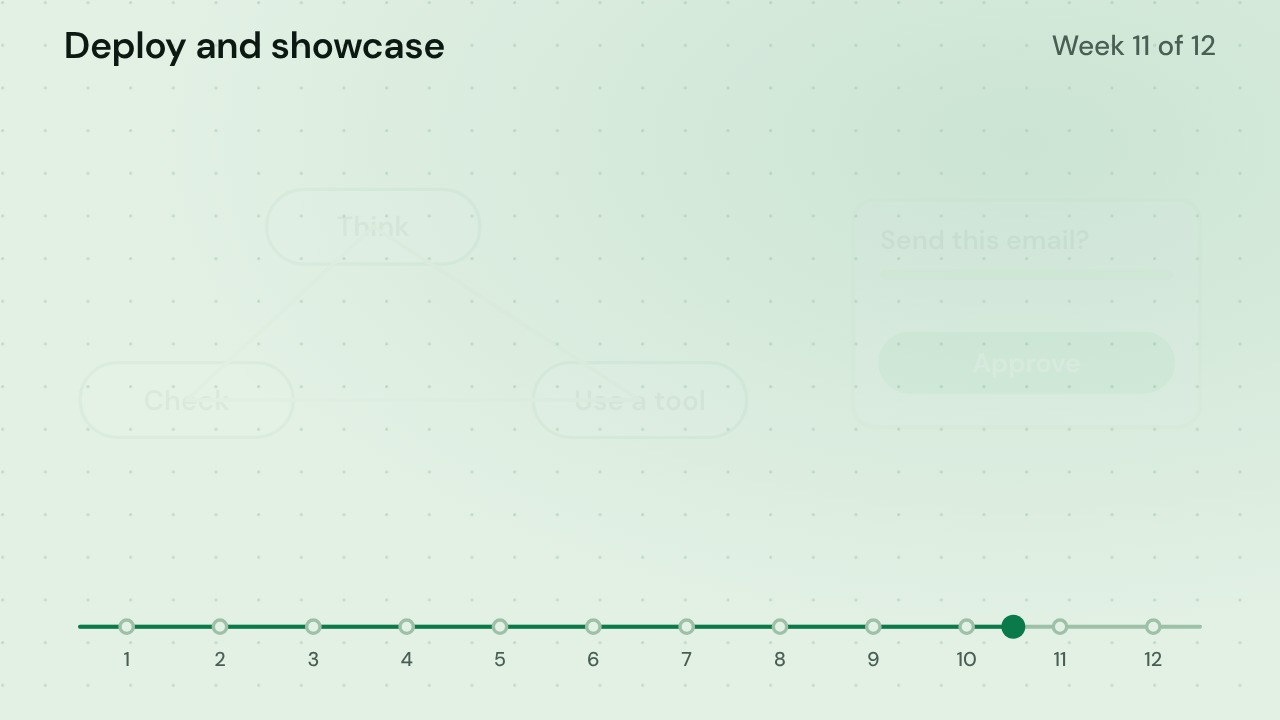 Deploy and showcase
Week 11 of 12
Think
Send this email?
Approve
Check
Use a tool
1 2 3 4 5 6 7 8 9 10 11 12